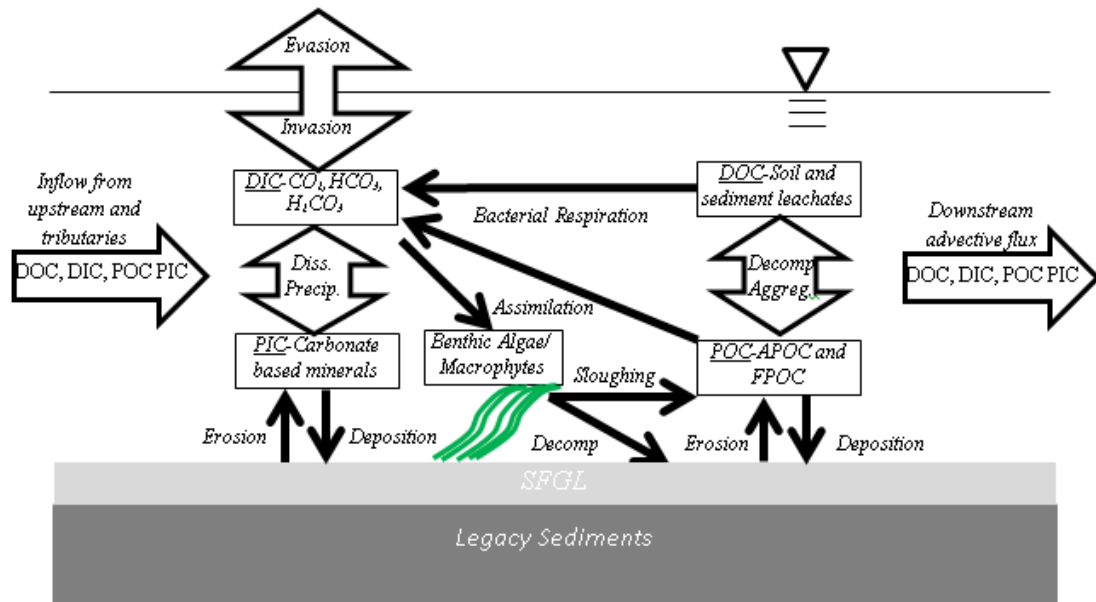 Evasion
Invasion
Inflow from
upstream and
tributaries
DOC, DIC, POC PIC
DIC-CO₂, HCO₃,
H₂CO₃
DOC-Soil and
sediment leachates
Bacterial Respiration
Downstream
advective flux
DOC, DIC, POC PIC
Diss.
Precip.
Decomp
Aggreg.
Assimilation
PIC-Carbonate
based minerals
Benthic Algae/
Macrophytes
Sloughing
POC-APOC and
FPOC
Erosion
Deposition
Decomp
Erosion
Deposition
SFGL
Legacy Sediments